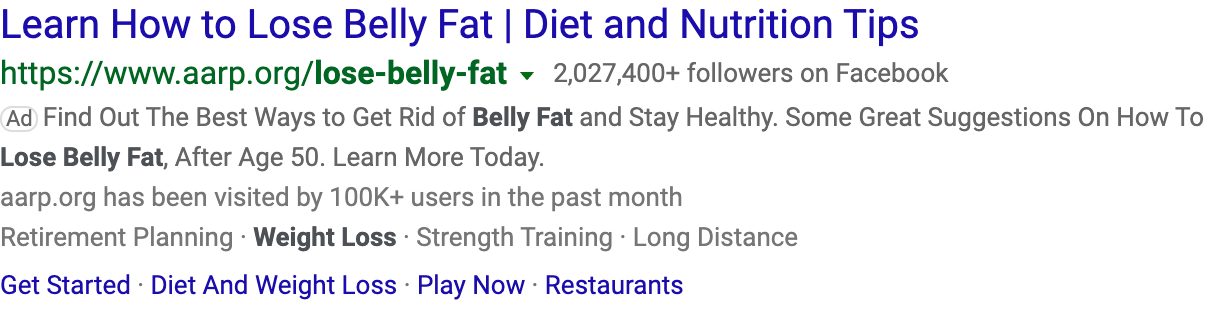 Learn How to Lose Belly Fat | Diet and Nutrition Tips
https://www.aarp.org/lose-belly-fat 2,027,400+ followers on Facebook
Ad Find Out The Best Ways to Get Rid of Belly Fat and Stay Healthy. Some Great Suggestions On How To
Lose Belly Fat, After Age 50. Learn More Today.
aarp.org has been visited by 100K+ users in the past month
Retirement Planning · Weight Loss · Strength Training · Long Distance
Get Started · Diet And Weight Loss · Play Now · Restaurants